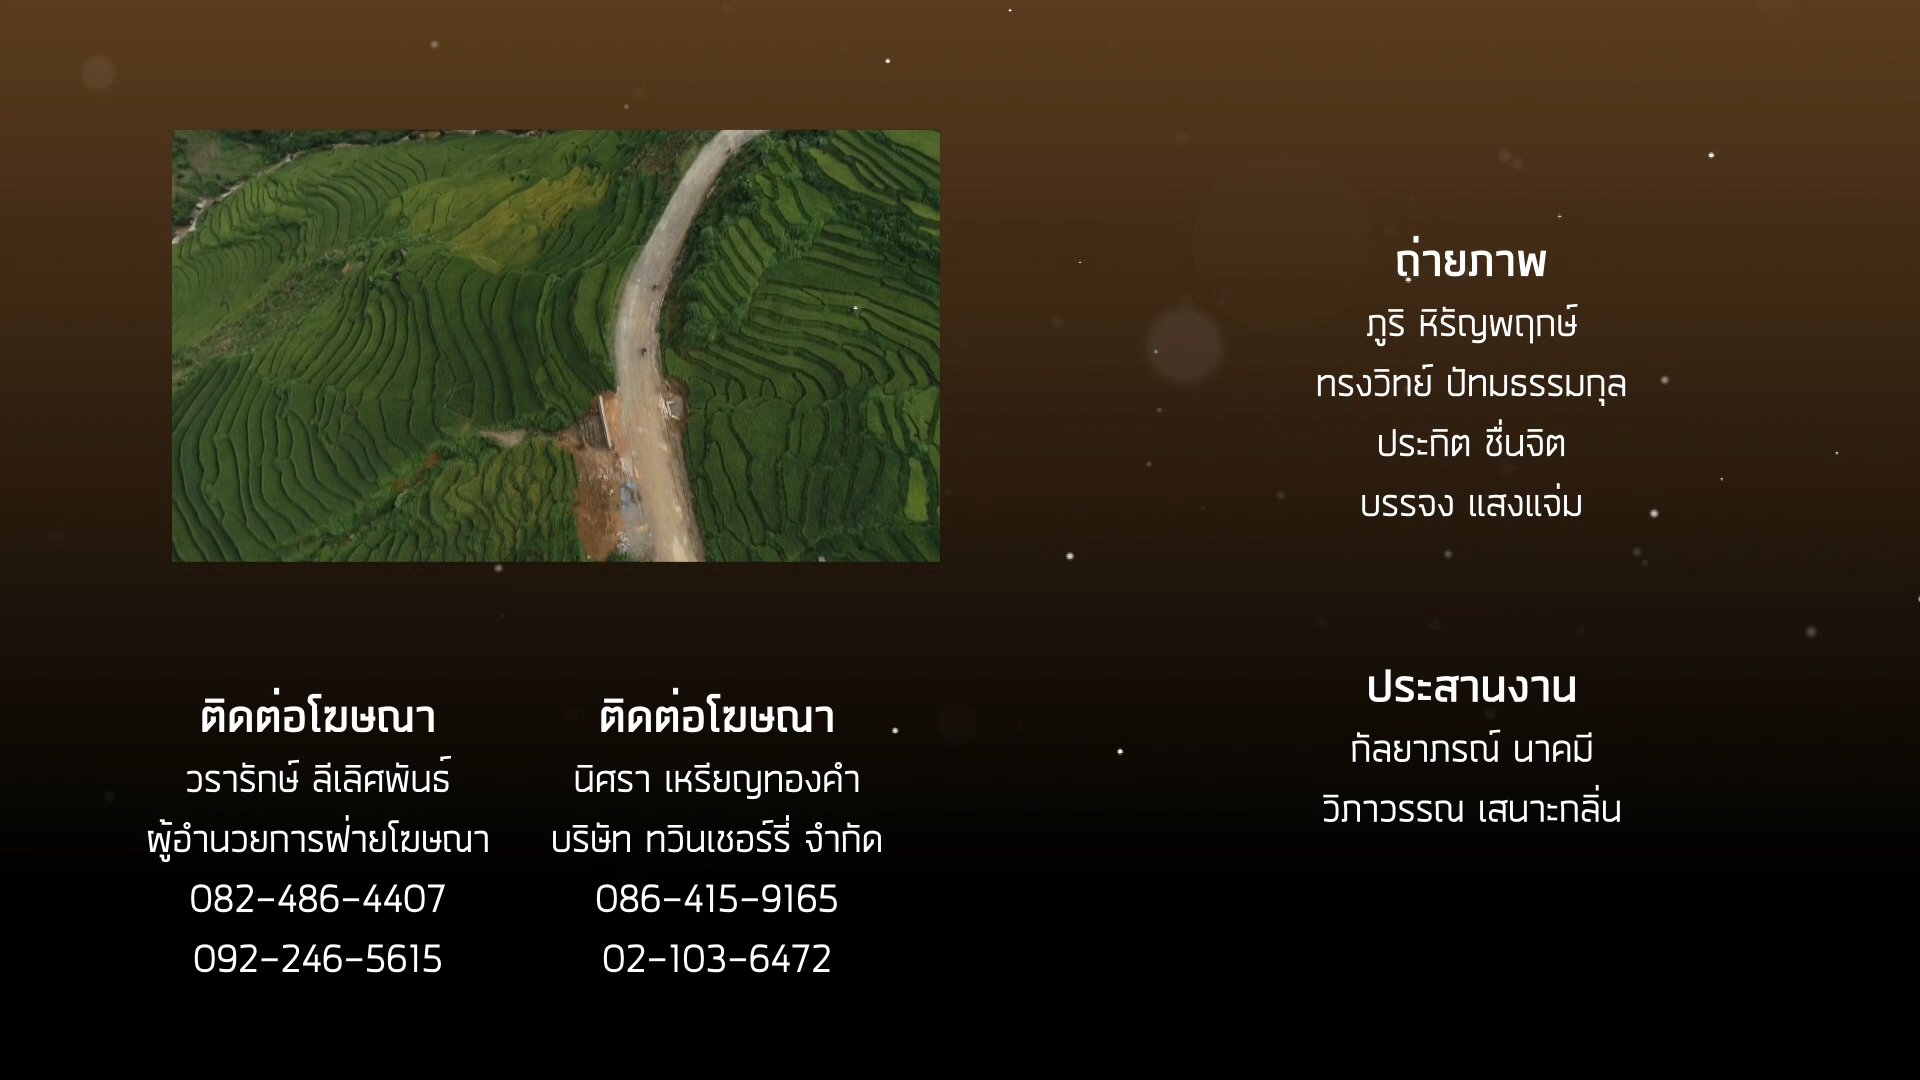 ถ่ายภาพ
ภูริ หิรัญพฤกษ์
ทรงวิทย์ ปัทมธรรมกุล
ประกิต ชื่นจิต
บรรจง แสงแจ่ม
ติดต่อโฆษณา
วรารักษ์ ลีเลิศพันธ์
ผู้อำนวยการฝ่ายโฆษณา
082-486-4407
092-246-5615
ติดต่อโฆษณา
นิศรา เหรียญทองคำ
บริษัท ทวินเชอร์รี่ จำกัด
086-415-9165
02-103-6472
ประสานงาน
กัลยาภรณ์ นาคมี
วิภาวรรณ เสนาะกลิ่น